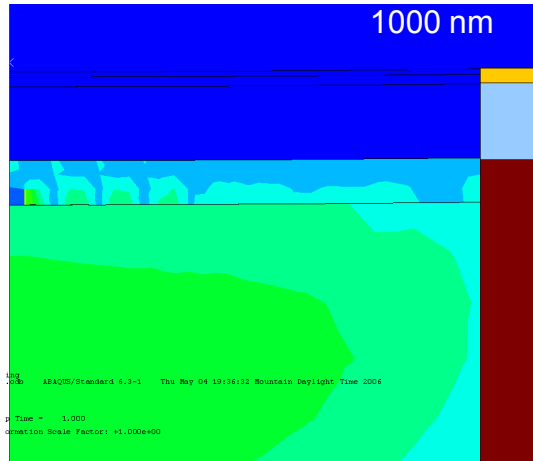 1000 nm
ing
.odb ABAQUS/Standard 6.3-1 Thu May 04 19:36:32 Mountain Daylight Time 2006
p Time = 1.000
ormation Scale Factor: +1.000e+00